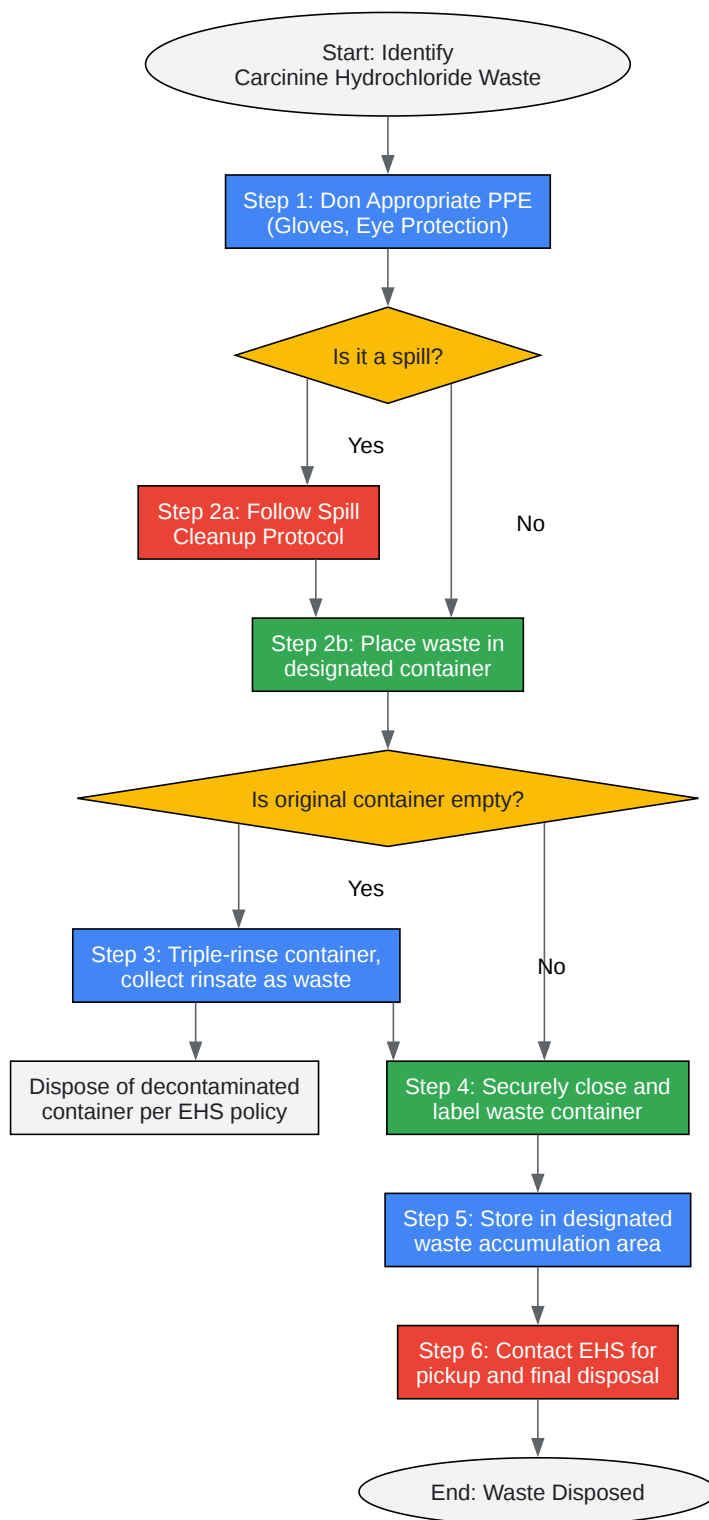 Start: Identify
Carcinine Hydrochloride Waste
Step 1: Don Appropriate PPE
(Gloves, Eye Protection)
Is it a spill?
Yes
Step 2a: Follow Spill
Cleanup Protocol
No
Step 2b: Place waste in
designated container
Is original container empty?
Yes
Step 3: Triple-rinse container,
collect rinsate as waste
No
Dispose of decontaminated
container per EHS policy
Step 4: Securely close and
label waste container
Step 5: Store in designated
waste accumulation area
Step 6: Contact EHS for
pickup and final disposal
End: Waste Disposed